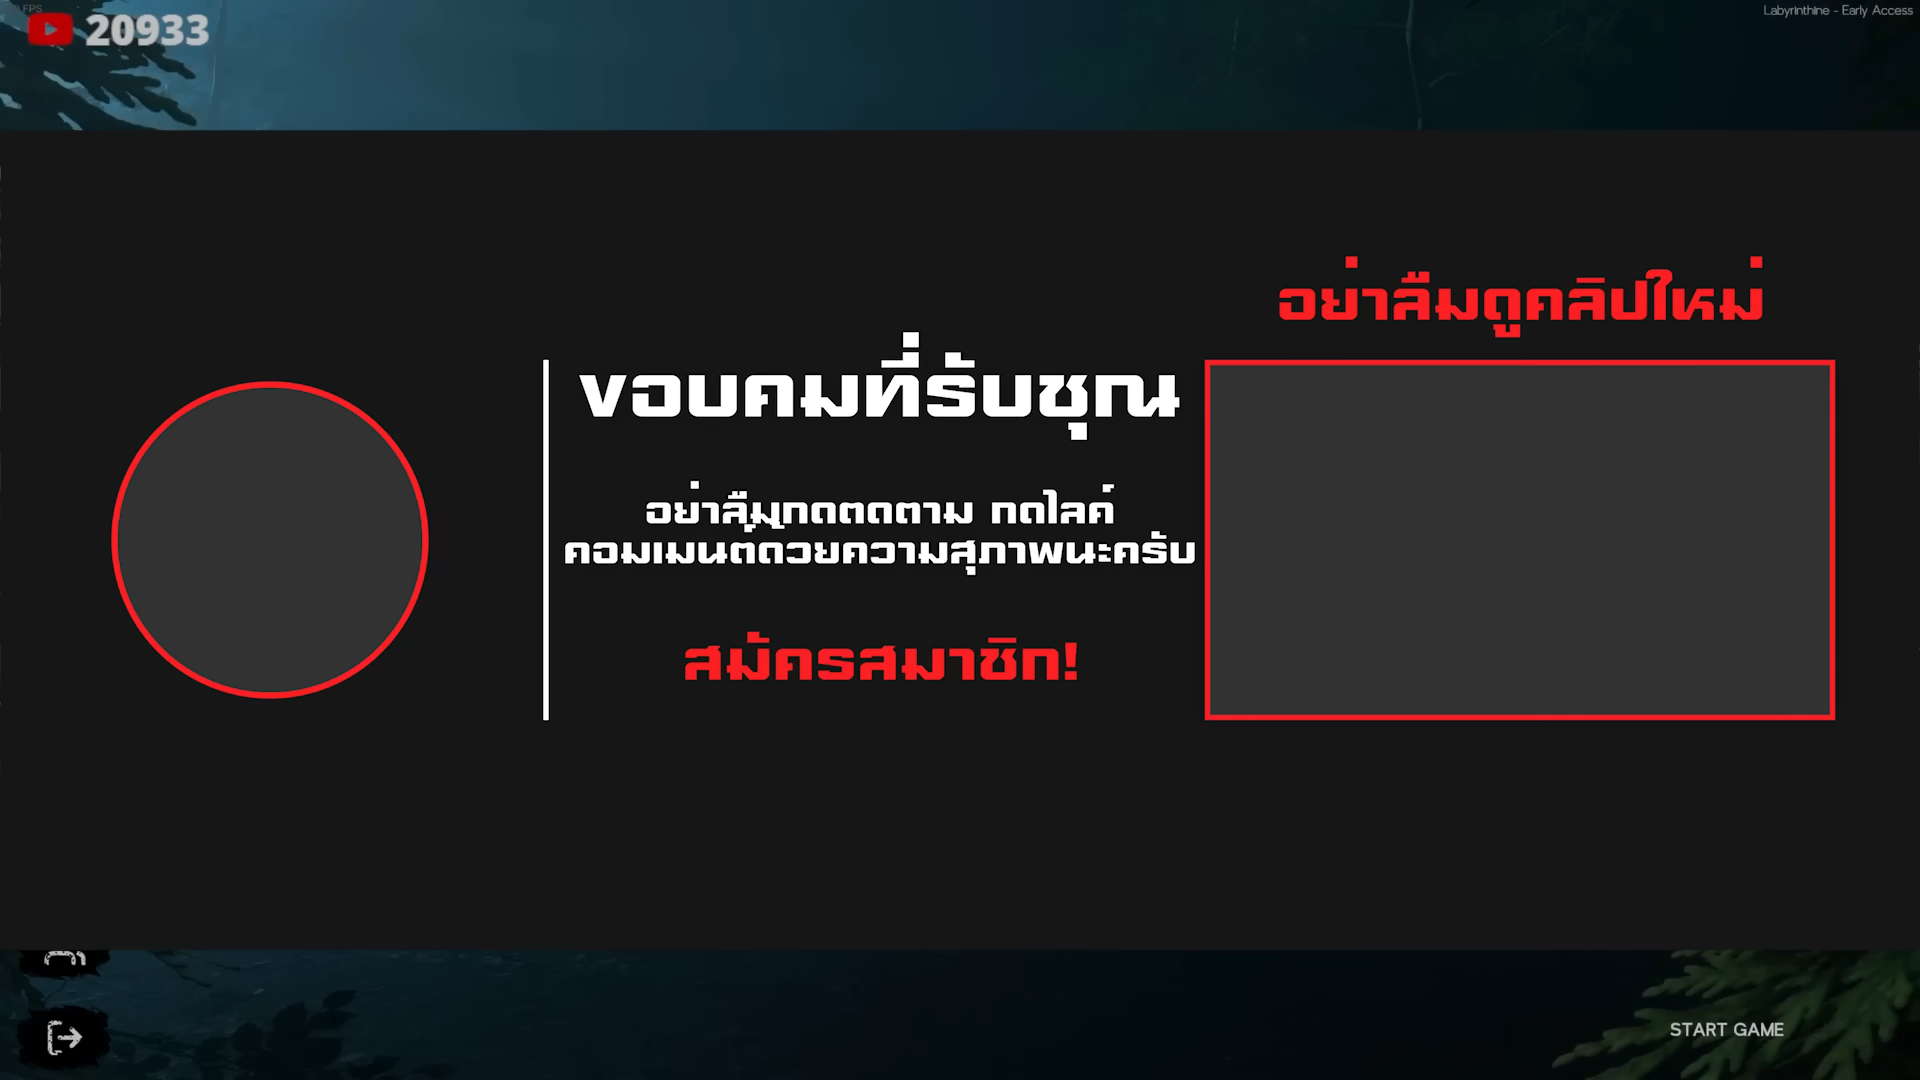 FPS
20933
Labyrinthine - Early Access
อย่าลืมดูคลิปใหม่
ขอบคมที่รับชุณ
อย่าลืมกดตดตาม กดไลค์
คอมเมนต์ด้วยความสุภาพนะครับ
สมัครสมาชิก!
START GAME